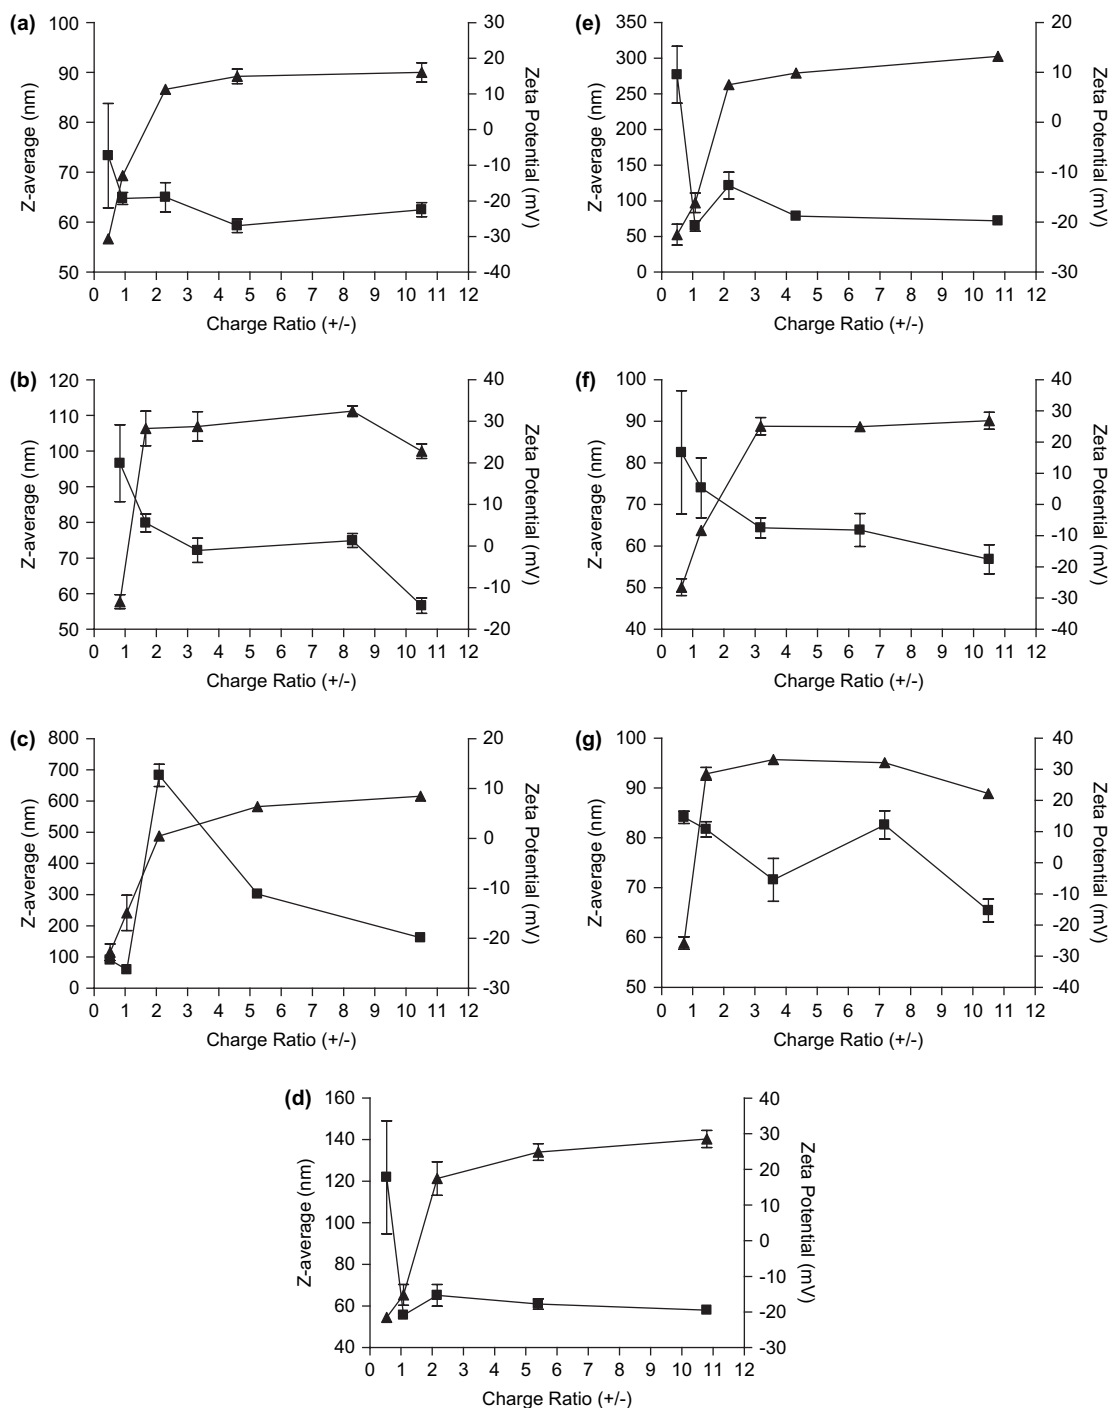 (a)
100
90
80
70
60
50
Z-average (nm)
30
20
10
0
-10
-20
-30
-40
Zeta Potential (mV)
0 1 2 3 4 5 6 7 8 9 10 11 12
Charge Ratio (+/-)
(e)
350
300
250
200
150
100
50
0
Z-average (nm)
20
10
0
-10
-20
-30
Zeta Potential (mV)
0 1 2 3 4 5 6 7 8 9 10 11 12
Charge Ratio (+/-)
(b)
120
110
100
90
80
70
60
50
Z-average (nm)
40
30
20
10
0
-10
-20
Zeta Potential (mV)
0 1 2 3 4 5 6 7 8 9 10 11 12
Charge Ratio (+/-)
(f)
100
90
80
70
60
50
40
Z-average (nm)
40
30
20
10
0
-10
-20
-30
-40
Zeta Potential (mV)
0 1 2 3 4 5 6 7 8 9 10 11 12
Charge Ratio (+/-)
(c)
800
700
600
500
400
300
200
100
0
Z-average (nm)
20
10
0
-10
-20
-30
Zeta Potential (mV)
0 1 2 3 4 5 6 7 8 9 10 11 12
Charge Ratio (+/-)
(g)
100
90
80
70
60
50
Z-average (nm)
40
30
20
10
0
-10
-20
-30
-40
Zeta Potential (mV)
0 1 2 3 4 5 6 7 8 9 10 11 12
Charge Ratio (+/-)
(d)
160
140
120
100
80
60
40
Z-average (nm)
40
30
20
10
0
-10
-20
-30
Zeta Potential (mV)
0 1 2 3 4 5 6 7 8 9 10 11 12
Charge Ratio (+/-)